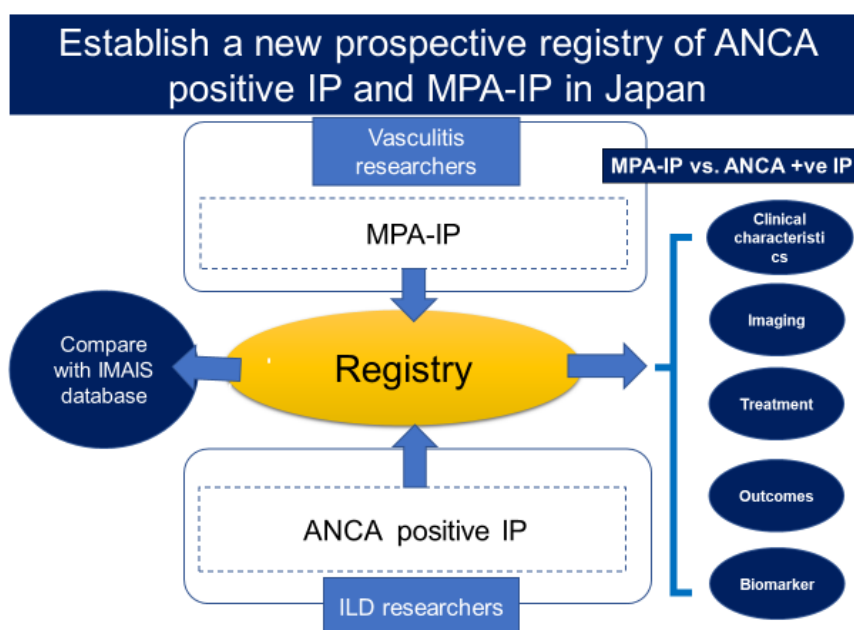 Establish a new prospective registry of ANCA
positive IP and MPA-IP in Japan
Vasculitis
researchers
MPA-IP vs. ANCA +ve IP
MPA-IP
Clinical
characteristi
cs
Imaging
Compare
with IMAIS
database
Registry
Treatment
Outcomes
ANCA positive IP
Biomarker
ILD researchers